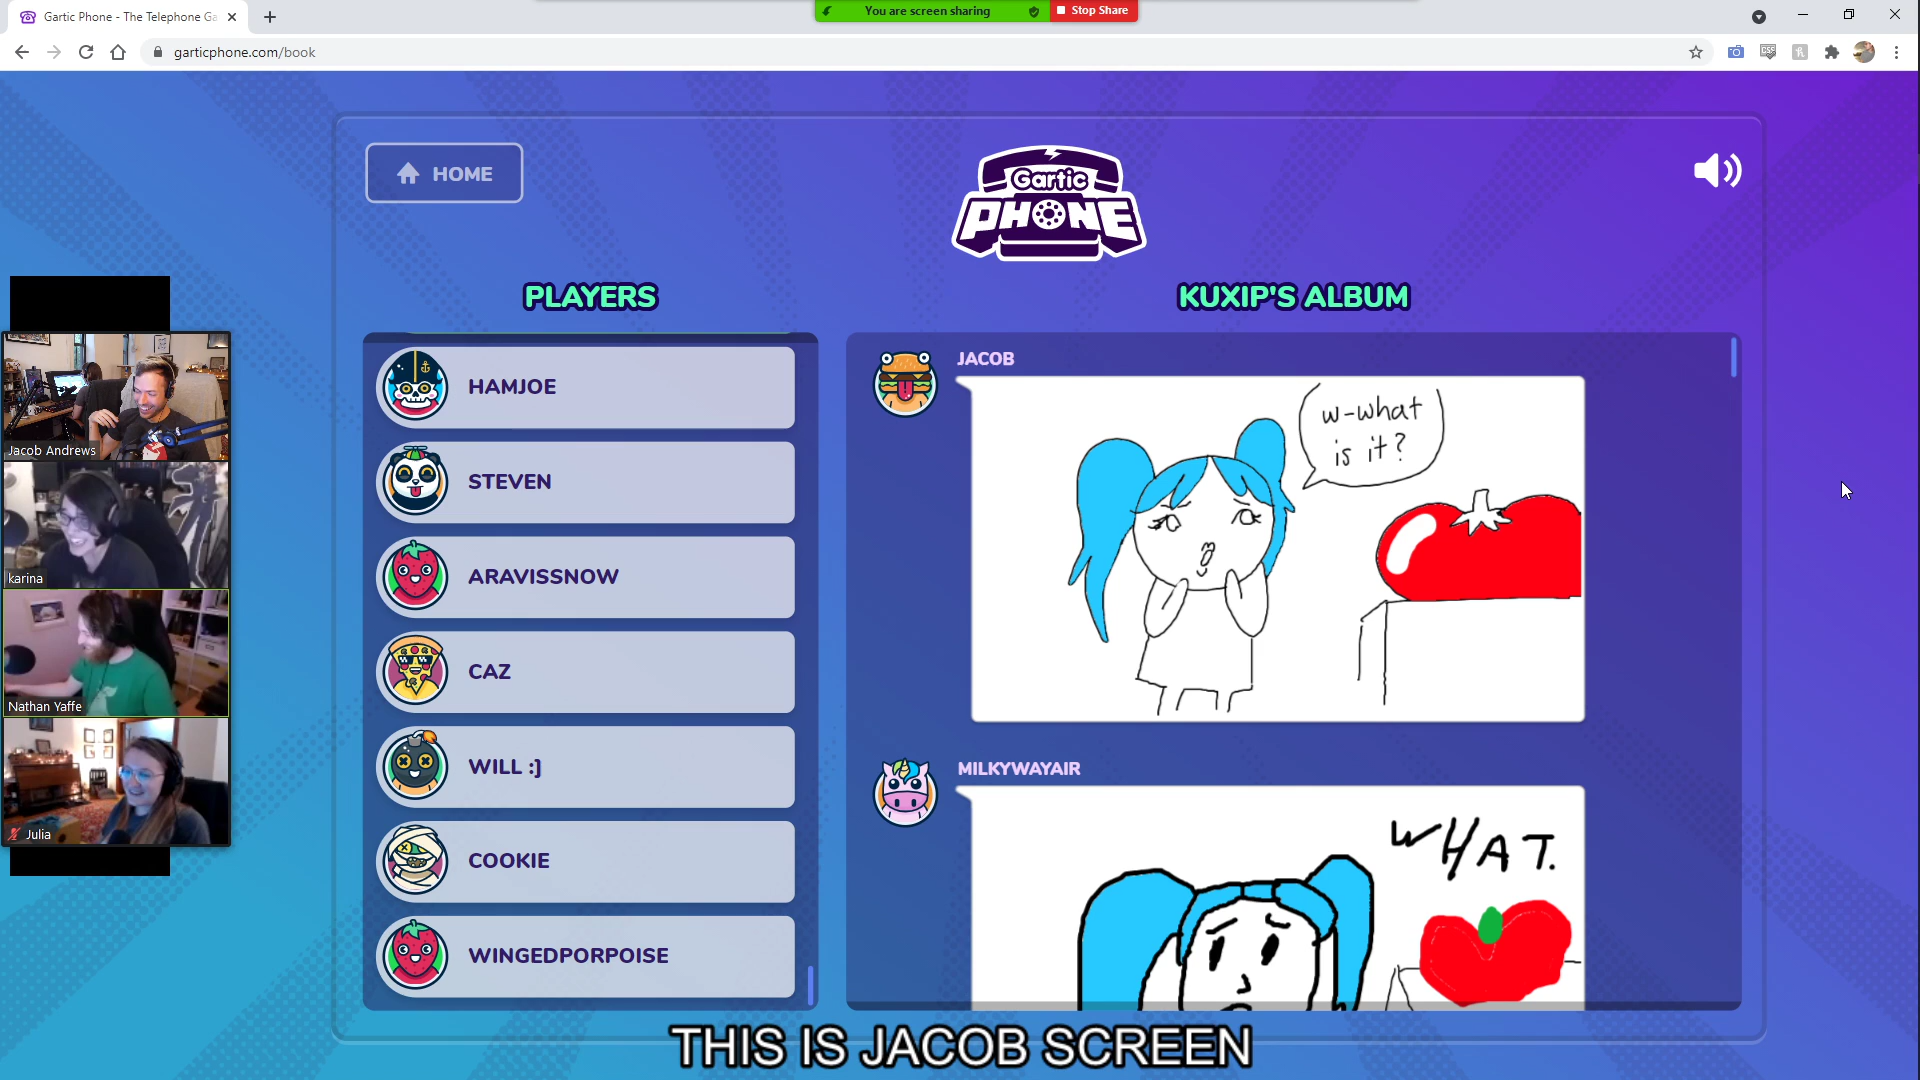 Gartic Phone - The Telephone Ga
You are screen sharing
Stop Share
garticphone.com/book
HOME
Gartic
PHONE
PLAYERS
KUXIP'S ALBUM
HAMJOE
STEVEN
ARAVISSNOW
CAZ
WILL :]
COOKIE
WINGEDPORPOISE
JACOB
w-what
is it?
MILKYWAYAIR
WHAT.
Jacob Andrews
karina
Nathan Yaffe
Julia
THIS IS JACOB SCREEN